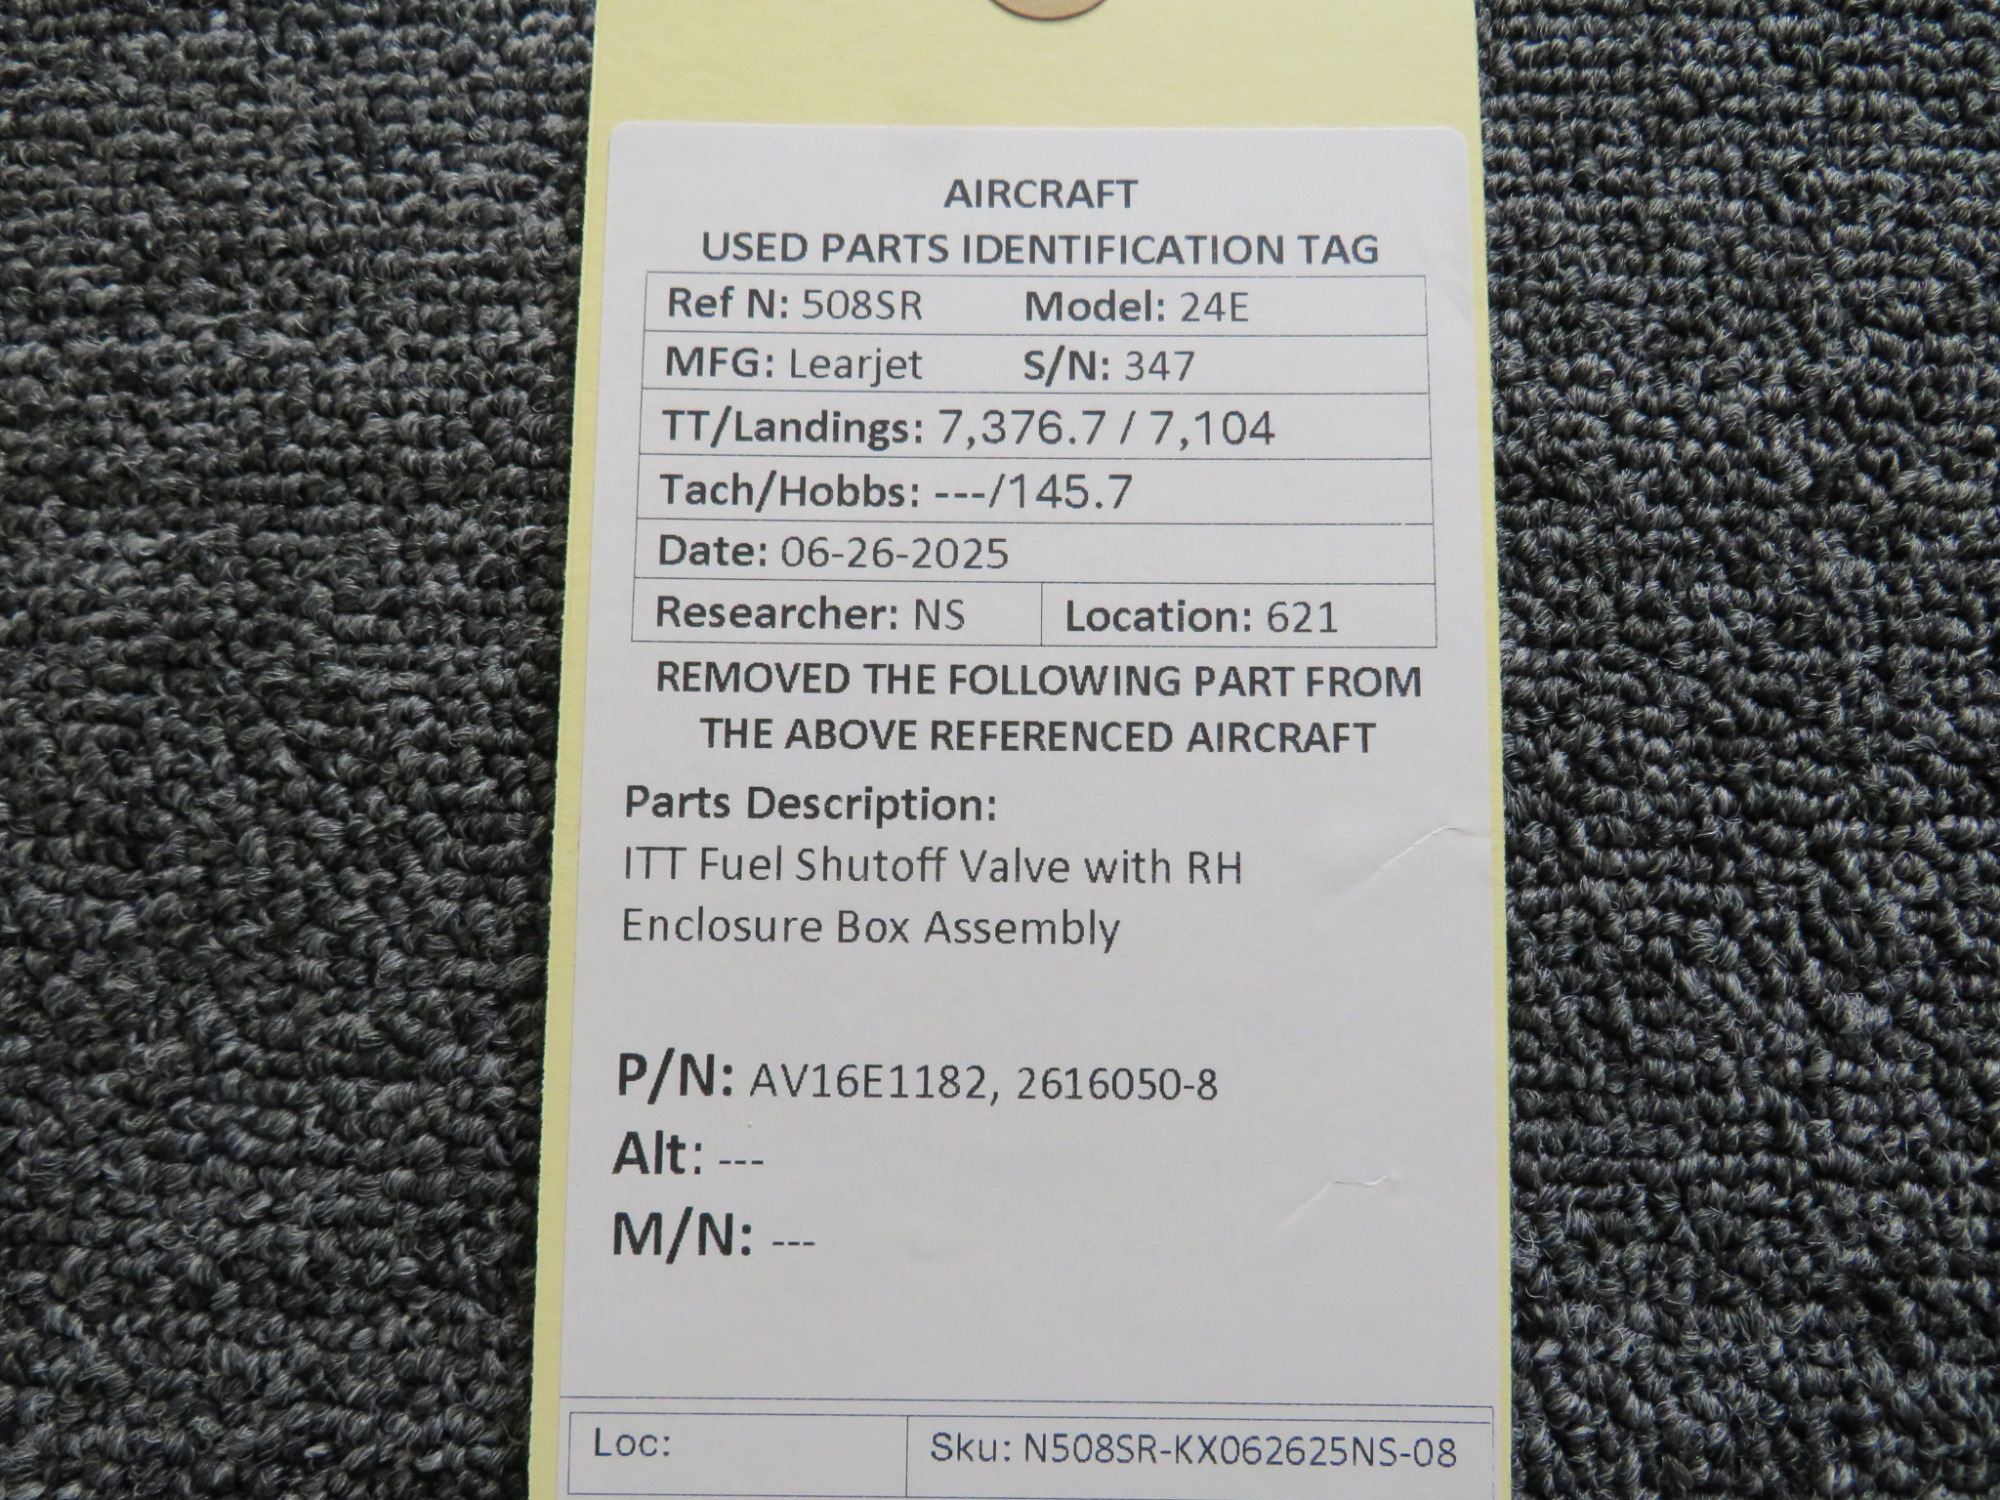 AIRCRAFT
USED PARTS IDENTIFICATION TAG
Ref N: 508SR Model: 24E
MFG: Learjet S/N: 347
TT/Landings: 7,376.7 / 7,104
Tach/Hobbs: ---/145.7
Date: 06-26-2025
Researcher: NS Location: 621
REMOVED THE FOLLOWING PART FROM
THE ABOVE REFERENCED AIRCRAFT
Parts Description:
ITT Fuel Shutoff Valve with RH
Enclosure Box Assembly
P/N: AV16E1182, 2616050-8
Alt: ---
M/N: ---
Loc: Sku: N508SR-KX062625NS-08